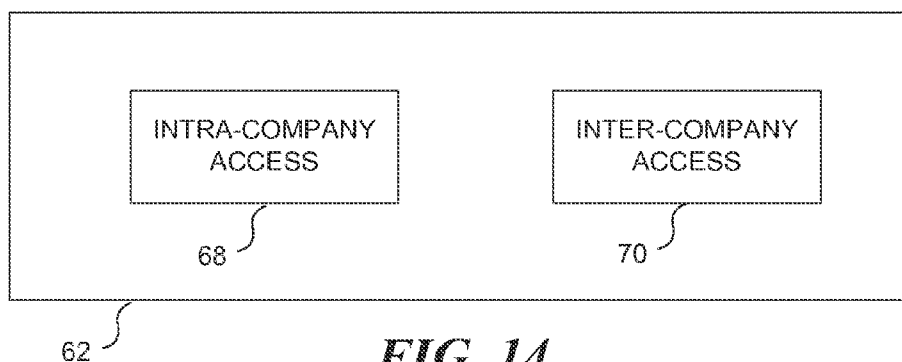 INTRA-COMPANY
ACCESS
INTER-COMPANY
ACCESS
68
70
62
FIG. 14